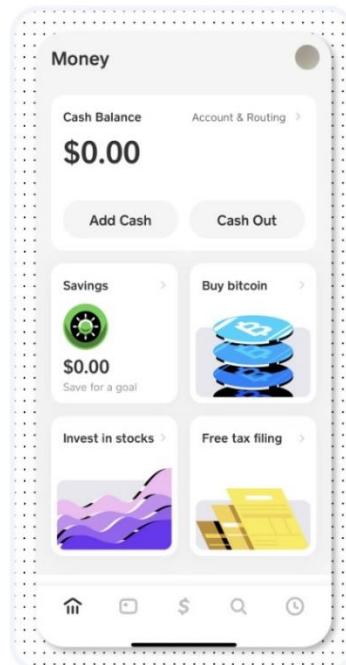 Money
Cash Balance
Account & Routing
$0.00
Add Cash
Cash Out
Savings
Buy bitcoin
$0.00
Save for a goal
Invest in stocks
Free tax filing
$